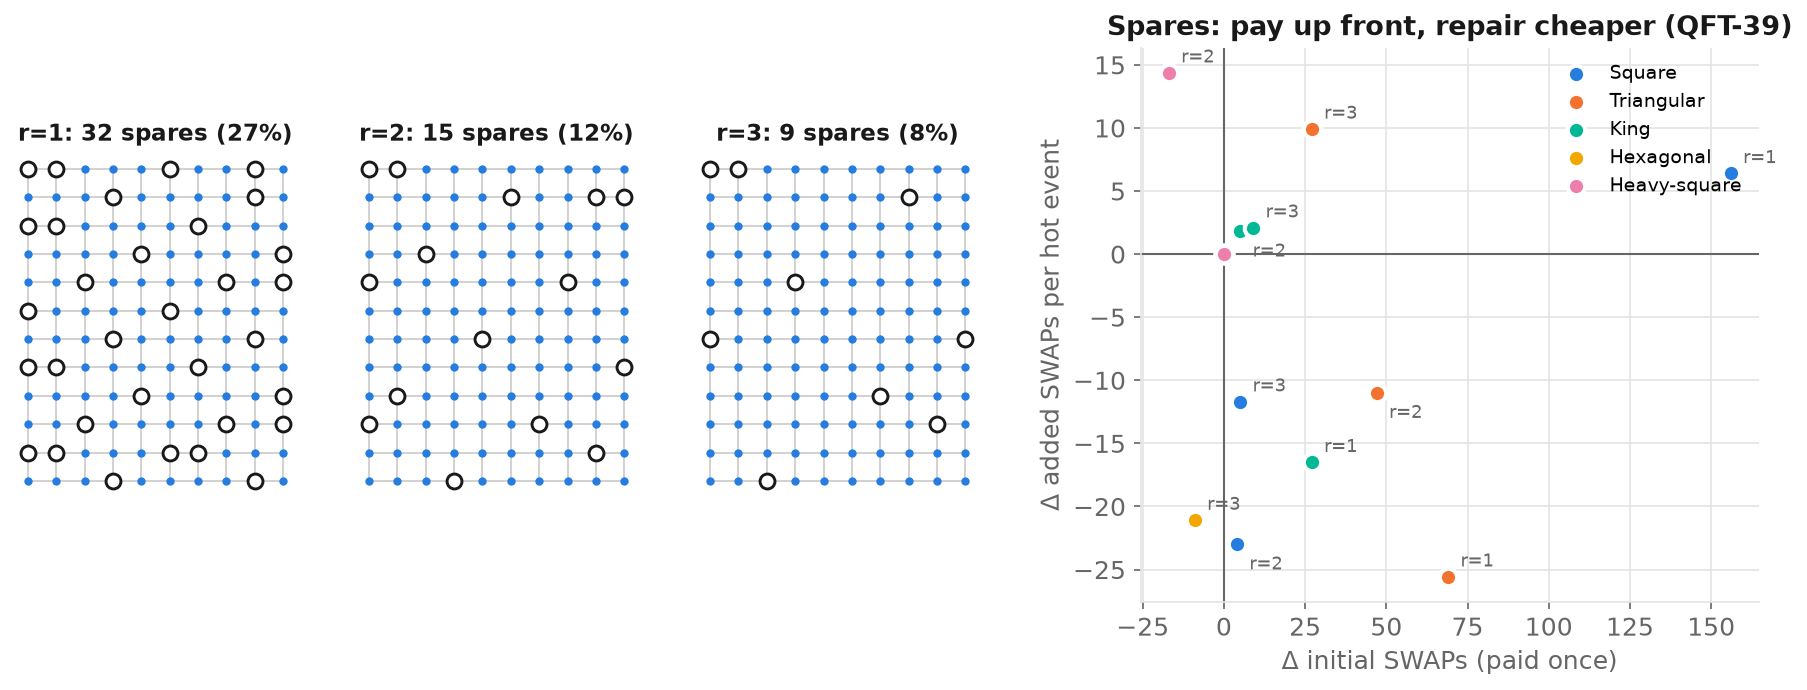 r=1: 32 spares (27%)
r=2: 15 spares (12%)
r=3: 9 spares (8%)
Spares: pay up front, repair cheaper (QFT-39)
Δ added SWAPs per hot event
15
10
5
0
−5
−10
−15
−20
−25
r=2
r=3
r=1
r=3
r=2
r=3
r=2
r=1
r=3
r=2
r=1
Square
Triangular
King
Hexagonal
Heavy-square
−25
0
25
50
75
100
125
150
Δ initial SWAPs (paid once)